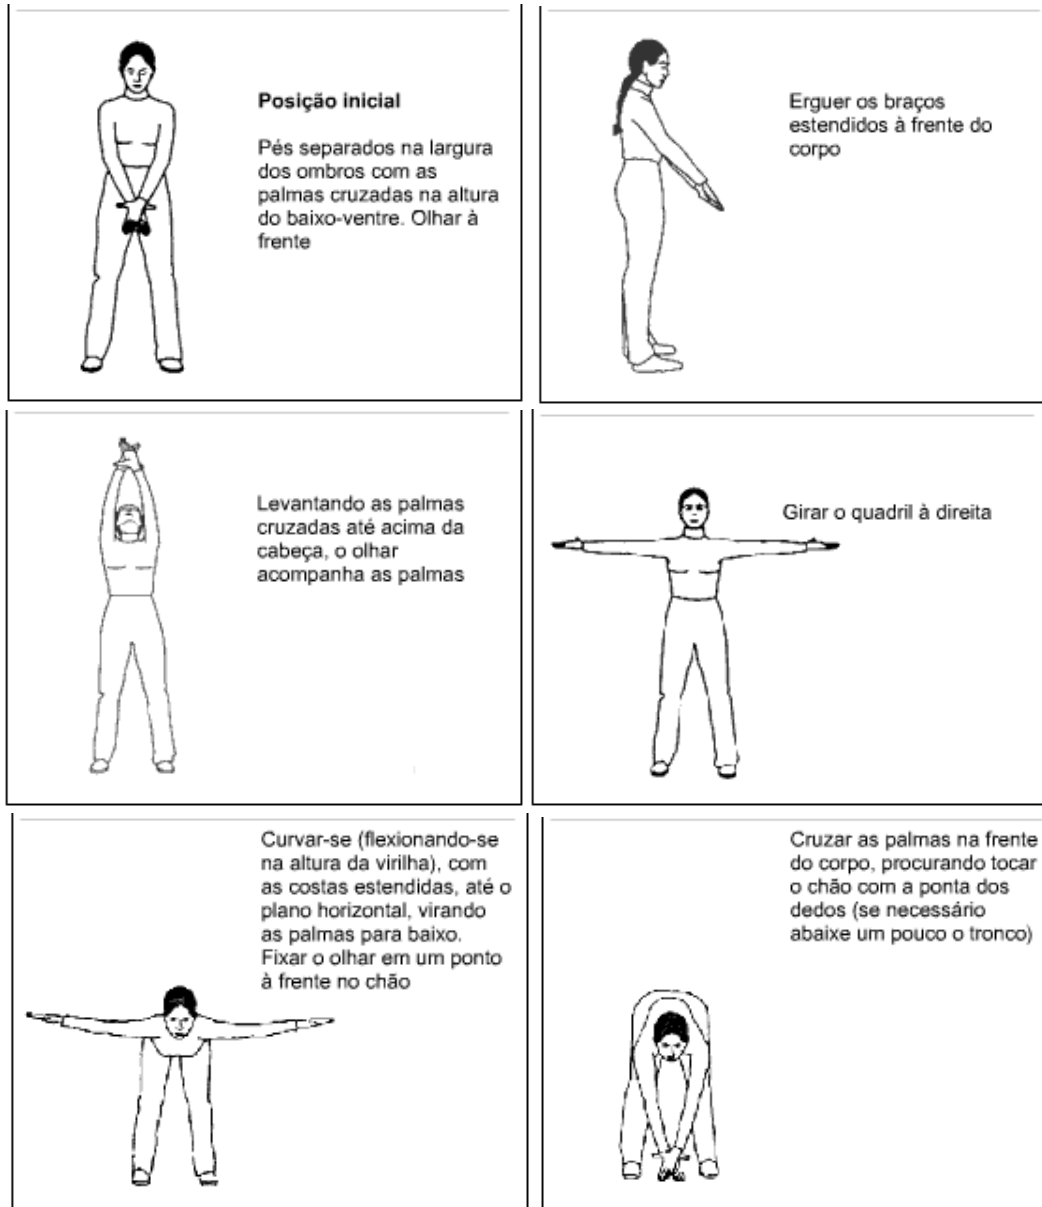 Posição inicial
Pés separados na largura
dos ombros com as
palmas cruzadas na altura
do baixo-ventre. Olhar à
frente
Erguer os braços
estendidos à frente do
corpo
Levantando as palmas
cruzadas até acima da
cabeça, o olhar
acompanha as palmas
Girar o quadril à direita
Curvar-se (flexionando-se
na altura da virilha), com
as costas estendidas, até o
plano horizontal, virando
as palmas para baixo.
Fixar o olhar em um ponto
à frente no chão
Cruzar as palmas na frente
do corpo, procurando tocar
o chão com a ponta dos
dedos (se necessário
abaixe um pouco o tronco)